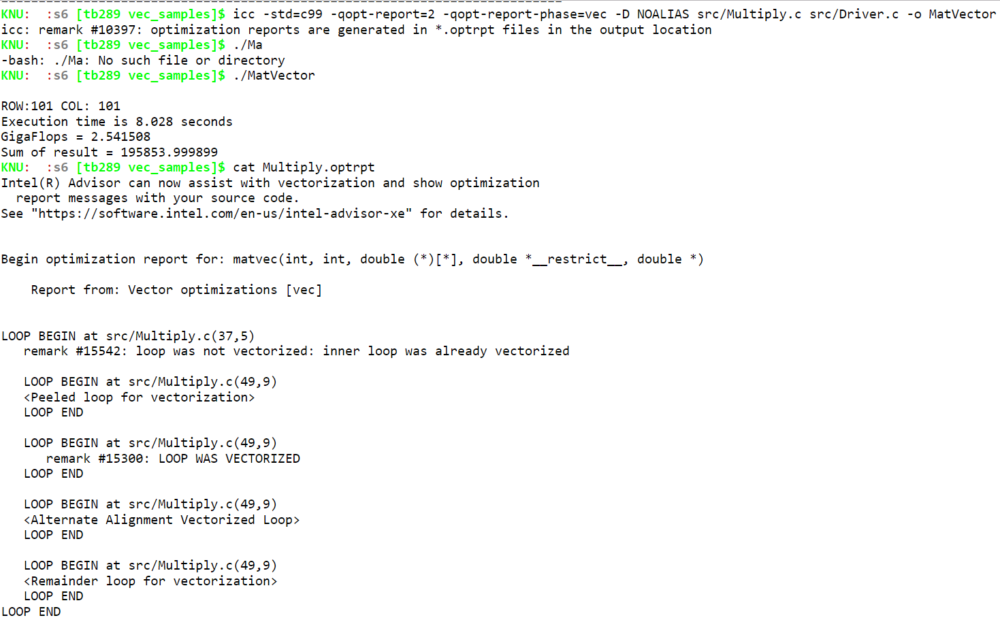 KNU:  :s6 [tb289 vec_samples]$ icc -std=c99 -qopt-report=2 -qopt-report-phase=vec -D NOALIAS src/Multiply.c src/Driver.c -o MatVector
icc: remark #10397: optimization reports are generated in *.optrpt files in the output location
KNU:  :s6 [tb289 vec_samples]$ ./Ma
-bash: ./Ma: No such file or directory
KNU:  :s6 [tb289 vec_samples]$ ./MatVector
ROW:101 COL: 101
Execution time is 8.028 seconds
GigaFlops = 2.541508
Sum of result = 195853.999899
KNU:  :s6 [tb289 vec_samples]$ cat Multiply.optrpt
Intel(R) Advisor can now assist with vectorization and show optimization
  report messages with your source code.
See "https://software.intel.com/en-us/intel-advisor-xe" for details.
Begin optimization report for: matvec(int, int, double (*)[*], double *__restrict__, double *)
    Report from: Vector optimizations [vec]
LOOP BEGIN at src/Multiply.c(37,5)
   remark #15542: loop was not vectorized: inner loop was already vectorized
   LOOP BEGIN at src/Multiply.c(49,9)
   <Peeled loop for vectorization>
   LOOP END
   LOOP BEGIN at src/Multiply.c(49,9)
      remark #15300: LOOP WAS VECTORIZED
   LOOP END
   LOOP BEGIN at src/Multiply.c(49,9)
   <Alternate Alignment Vectorized Loop>
   LOOP END
   LOOP BEGIN at src/Multiply.c(49,9)
   <Remainder loop for vectorization>
   LOOP END
LOOP END